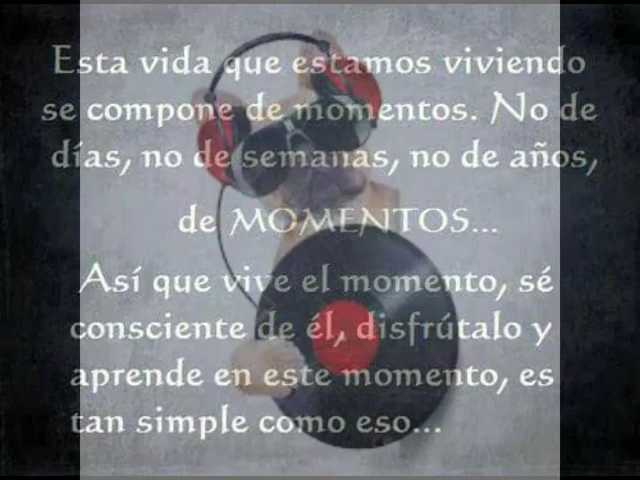 Esta vida que estamos viviendo
se compone de momentos. No de
días, no de semanas, no de años,
de MOMENTOS...
Así que vive el momento, sé
consciente de él, disfrútalo y
aprende en este momento, es
tan simple como eso...